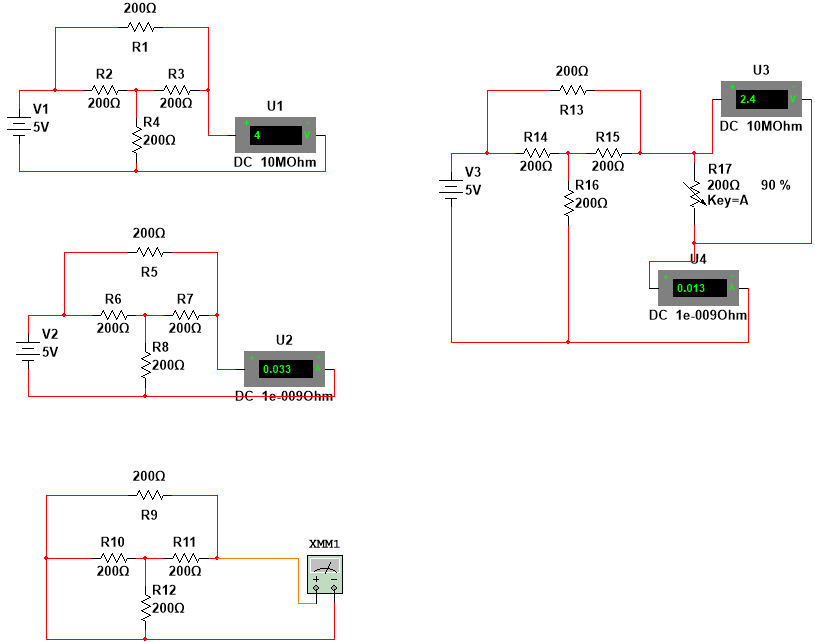 200Ω
R1
R2
R3
200Ω
200Ω
V1
5V
R4
200Ω
U1
+
-
4
V
DC 10MOhm
200Ω
R5
R6
R7
200Ω
200Ω
V2
5V
R8
200Ω
U2
+
-
0.033
A
DC 1e-009Ohm
200Ω
R9
R10
R11
200Ω
200Ω
R12
200Ω
XMM1
+
-
200Ω
R13
R14
R15
200Ω
200Ω
V3
5V
R16
200Ω
U3
+
-
2.4
V
DC 10MOhm
R17
200Ω
90 %
Key=A
U4
+
-
0.013
A
DC 1e-009Ohm